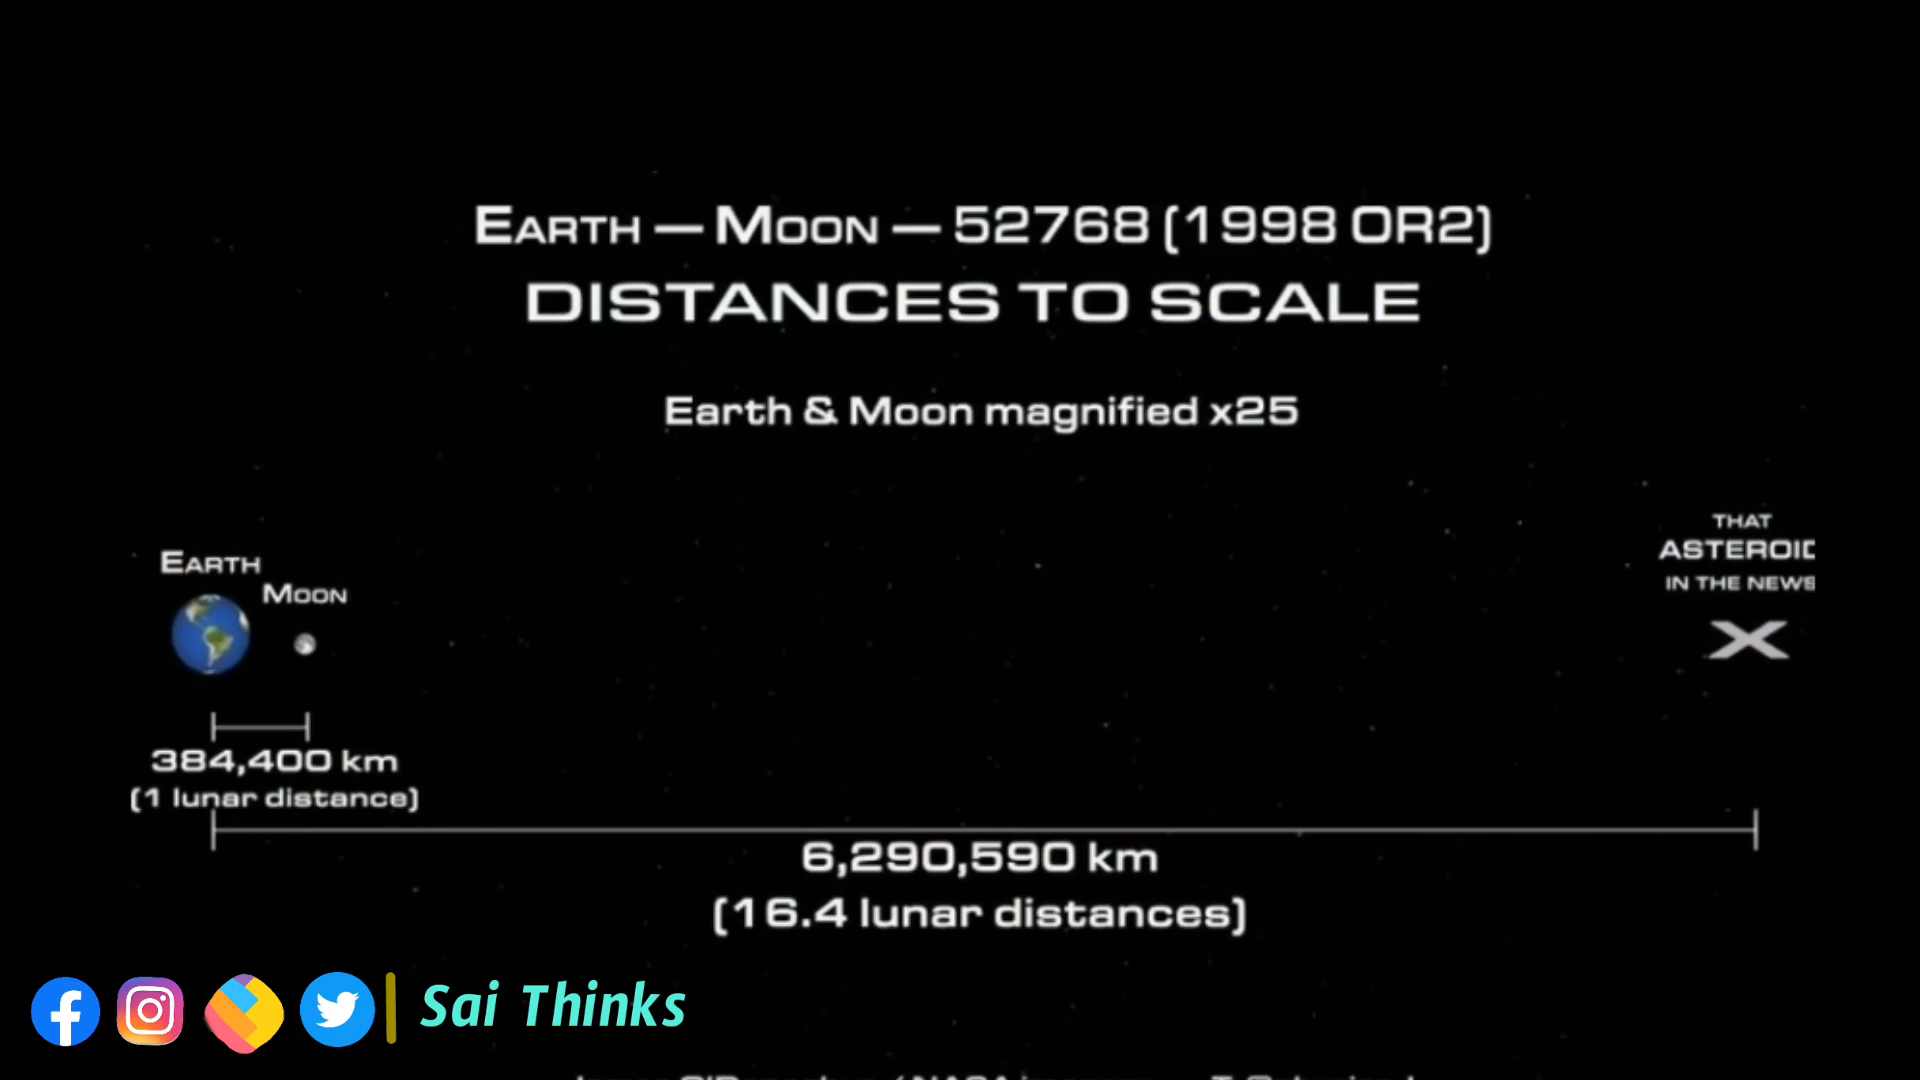 EARTH — MOON — 52768 (1998 OR2)
DISTANCES TO SCALE
Earth & Moon magnified x25
THAT
ASTEROID
IN THE NEWS
EARTH
MOON
384,400 km
(1 lunar distance)
6,290,590 km
(16.4 lunar distances)
Sai Thinks